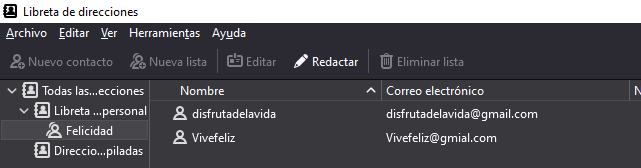 Libreta de direcciones
Archivo Editar Ver Herramientas Ayuda
Nuevo contacto Nueva lista Editar Redactar Eliminar lista
Todas las...ecciones Nombre Correo electrónico N
Libreta ...personal disfrutadelavida disfrutadelavida@gmail.com
Felicidad Vivefeliz Vivefeliz@gmial.com
Direccio...piladas